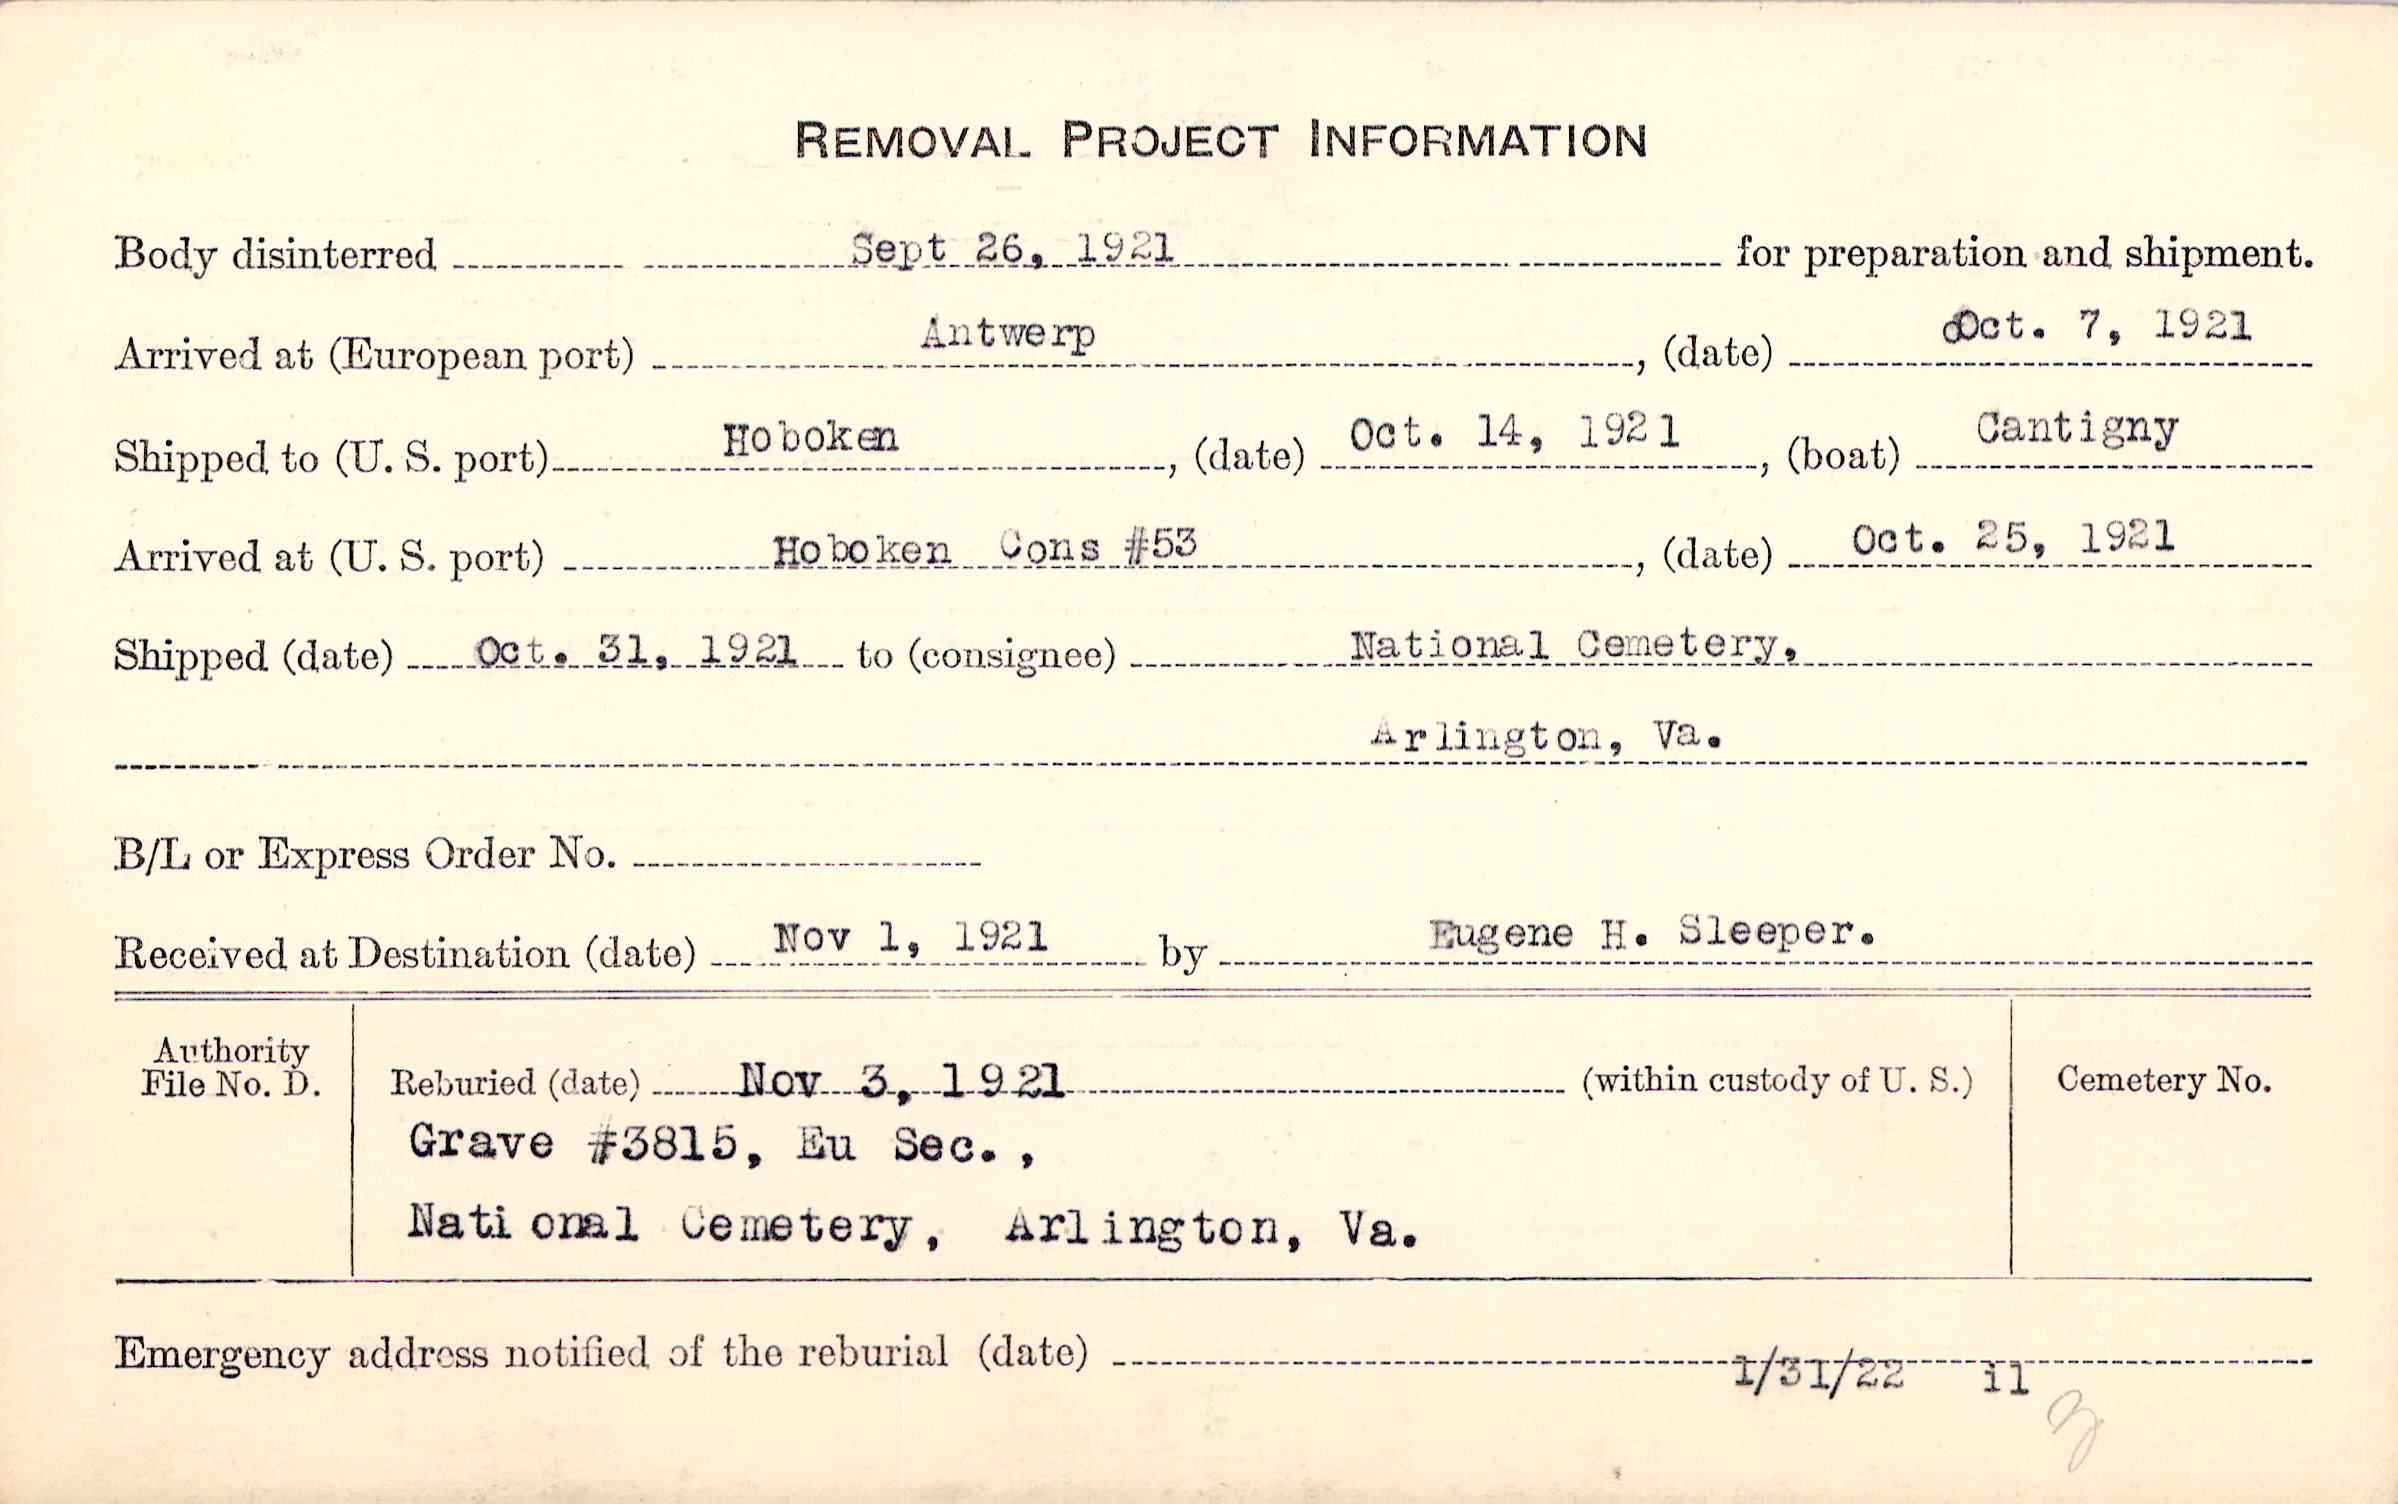 REMOVAL PROJECT INFORMATION
Body disinterred Sept 26, 1921 for preparation and shipment.
Arrived at (European port) Antwerp, (date) Oct. 7, 1921
Shipped to (U. S. port) Hoboken, (date) Oct. 14, 1921, (boat) Cantigny
Arrived at (U. S. port) Hoboken Cons #53, (date) Oct. 25, 1921
Shipped (date) Oct. 31, 1921 to (consignee) National Cemetery,
Arlington, Va.
B/L or Express Order No.
Received at Destination (date) Nov 1, 1921 by Eugene H. Sleeper.
Authority
File No. D.
Reburied (date) Nov 3, 1921 (within custody of U. S.)
Cemetery No.
Grave #3815, Eu Sec.,
National Cemetery, Arlington, Va.
Emergency address notified of the reburial (date) 1/31/22 il